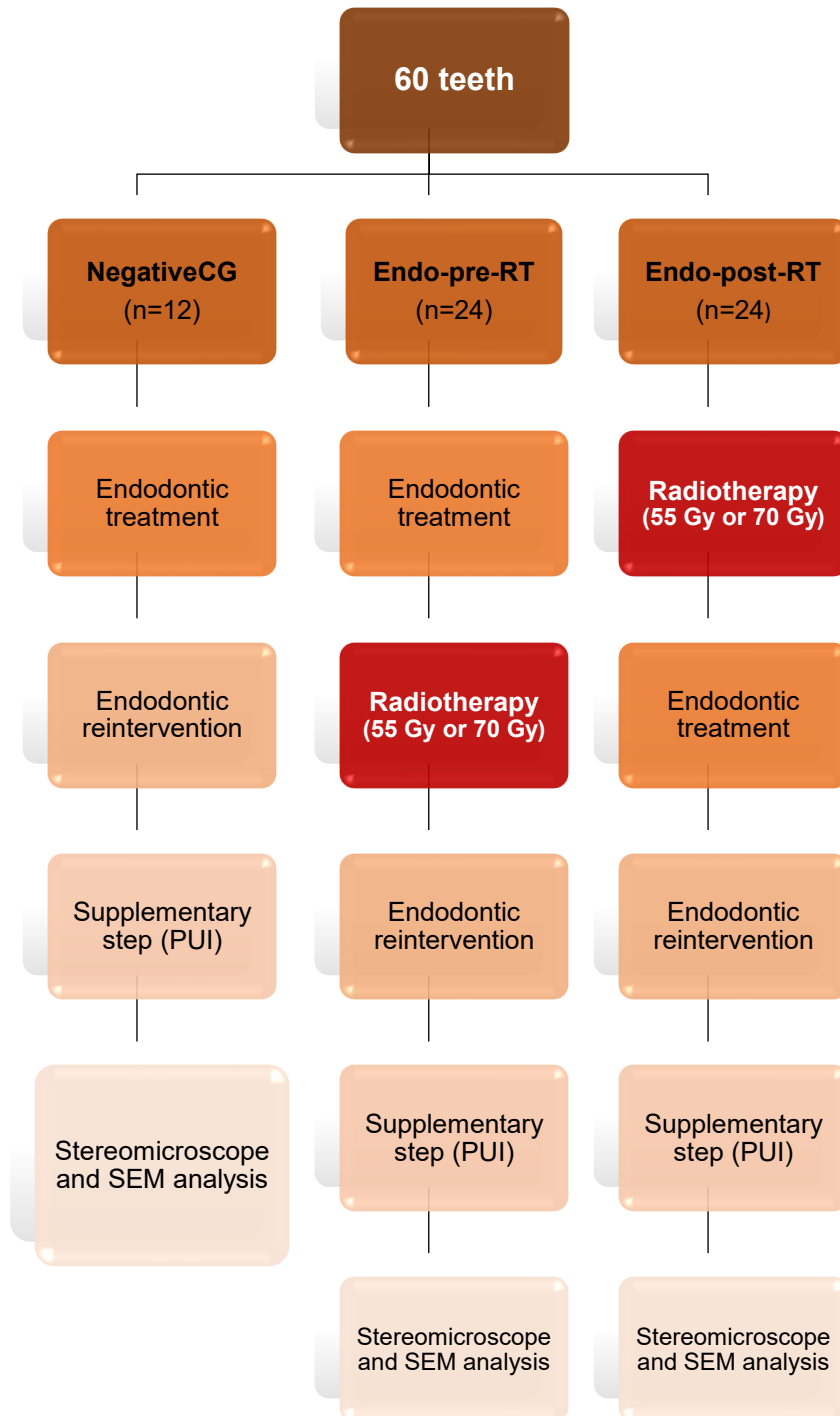 60 teeth
NegativeCG
(n=12)
Endo-pre-RT
(n=24)
Endo-post-RT
(n=24)
Endodontic
treatment
Endodontic
treatment
Radiotherapy
(55 Gy or 70 Gy)
Endodontic
reintervention
Radiotherapy
(55 Gy or 70 Gy)
Endodontic
treatment
Supplementary
step (PUI)
Endodontic
reintervention
Endodontic
reintervention
Stereomicroscope
and SEM analysis
Supplementary
step (PUI)
Supplementary
step (PUI)
Stereomicroscope
and SEM analysis
Stereomicroscope
and SEM analysis